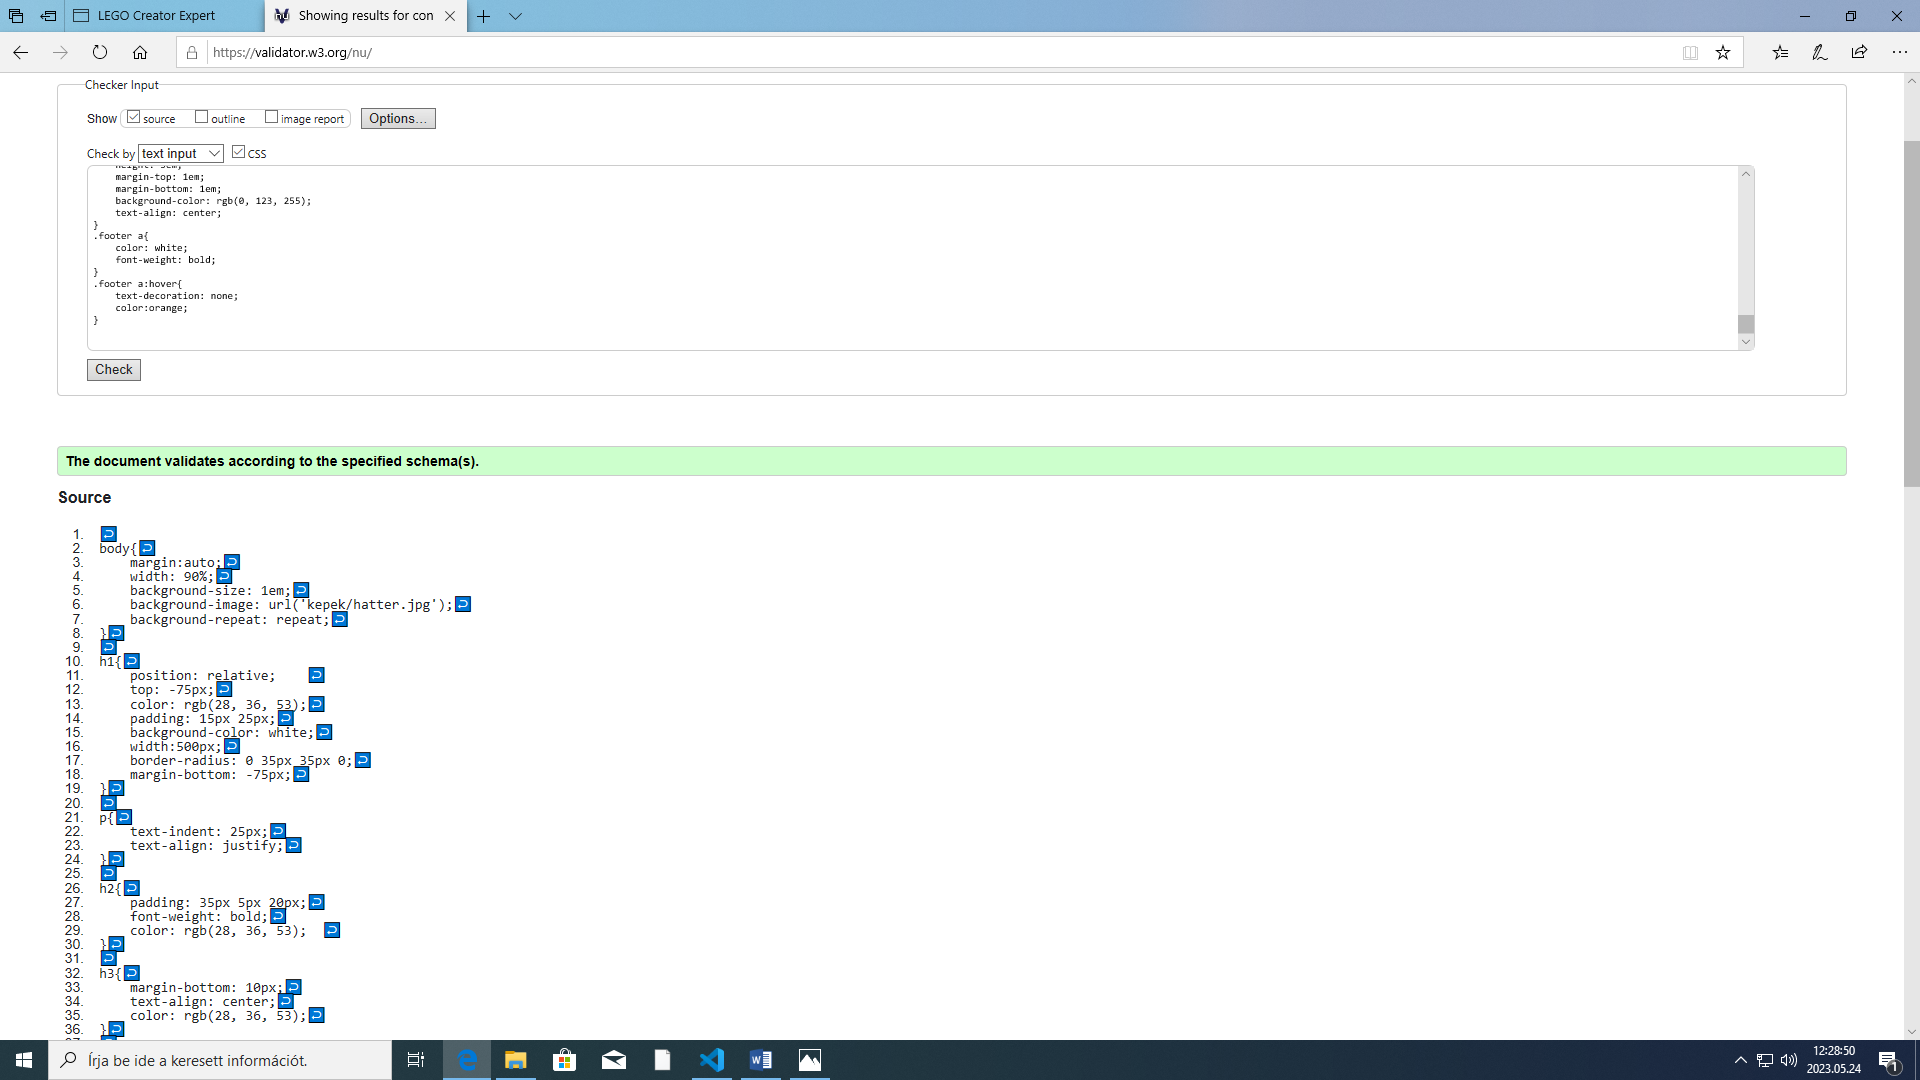 LEGO Creator Expert
Showing results for con
https://validator.w3.org/nu/
Checker Input
Show source outline image report Options...
Check by text input CSS
margin-top: 1em;
margin-bottom: 1em;
background-color: rgb(0, 123, 255);
text-align: center;
}
.footer a{
color: white;
font-weight: bold;
}
.footer a:hover{
text-decoration: none;
color:orange;
}
Check
The document validates according to the specified schema(s).
Source
1.
2. body{
3. margin:auto;
4. width: 90%;
5. background-size: 1em;
6. background-image: url('kepek/hatter.jpg');
7. background-repeat: repeat;
8. }
9.
10. h1{
11. position: relative;
12. top: -75px;
13. color: rgb(28, 36, 53);
14. padding: 15px 25px;
15. background-color: white;
16. width:500px;
17. border-radius: 0 35px 35px 0;
18. margin-bottom: -75px;
19. }
20.
21. p{
22. text-indent: 25px;
23. text-align: justify;
24. }
25.
26. h2{
27. padding: 35px 5px 20px;
28. font-weight: bold;
29. color: rgb(28, 36, 53);
30. }
31.
32. h3{
33. margin-bottom: 10px;
34. text-align: center;
35. color: rgb(28, 36, 53);
36. }
Írja be ide a keresett információt.
12:28:50
2023.05.24
1